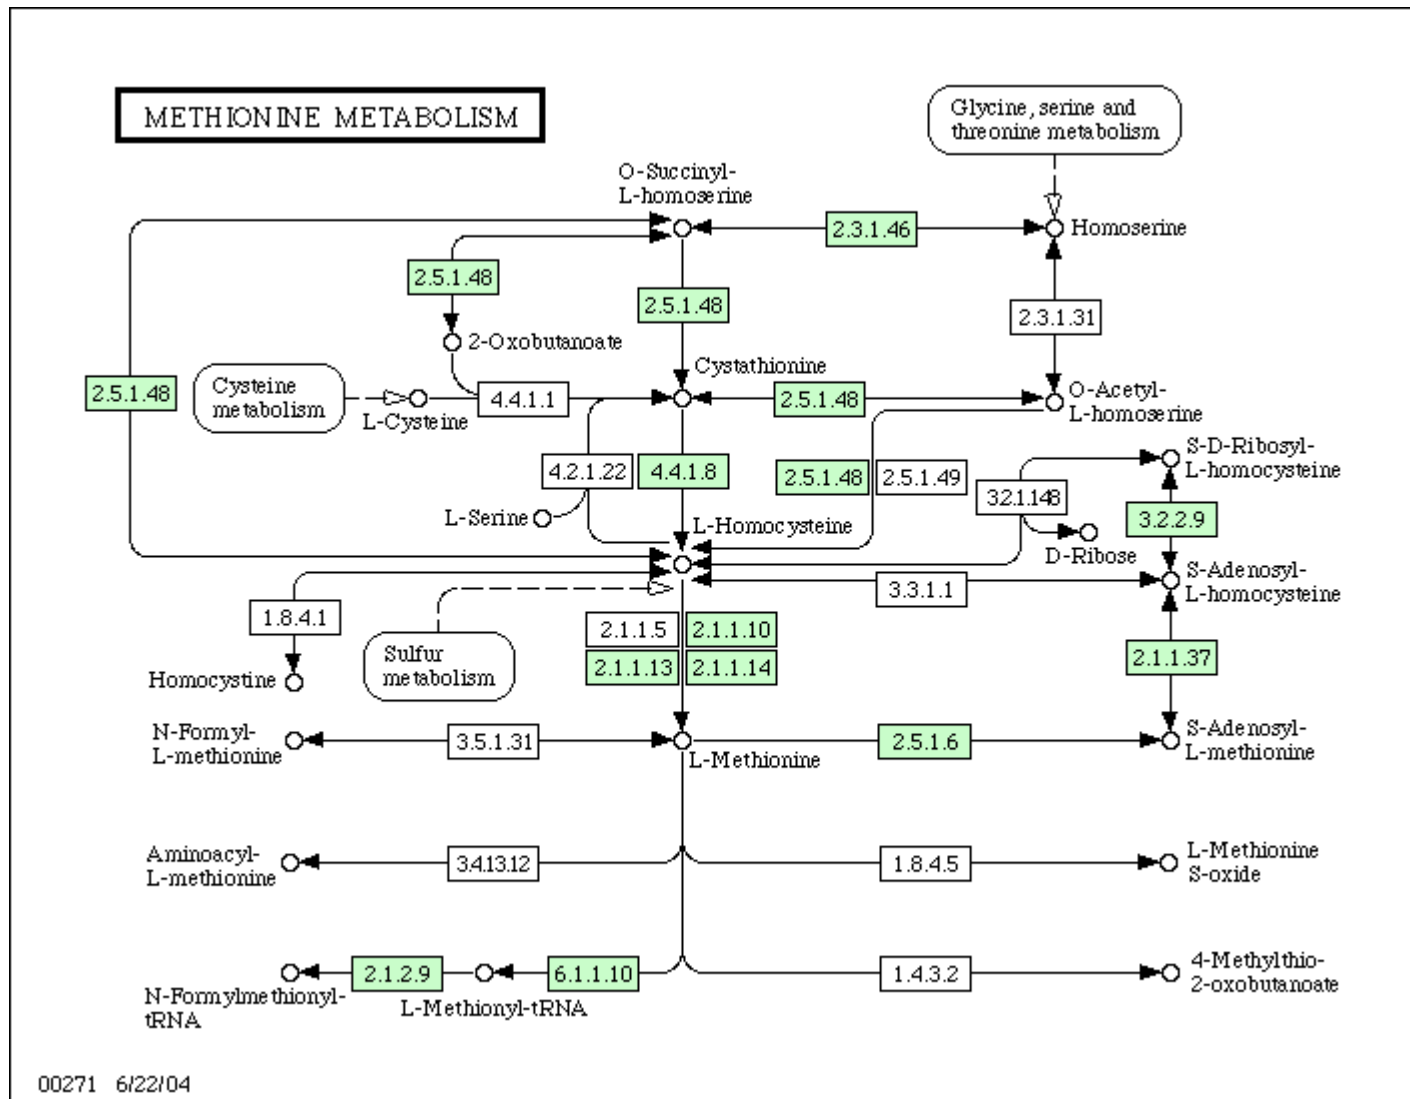 METHIONINE METABOLISM
Glycine, serine and
threonine metabolism
O-Succinyl-
L-homoserine
2.3.1.46
Homoserine
2.5.1.48
2.5.1.48
2.3.1.31
2-Oxobutanoate
Cystathionine
2.5.1.48
Cysteine
metabolism
L-Cysteine
4.4.1.1
2.5.1.48
O-Acetyl-
L-homoserine
4.2.1.22
4.4.1.8
2.5.1.48
2.5.1.49
3.2.1.148
S-D-Ribosyl-
L-homocysteine
L-Serine
L-Homocysteine
3.2.2.9
D-Ribose
3.3.1.1
S-Adenosyl-
L-homocysteine
1.8.4.1
2.1.1.5
2.1.1.10
Sulfur
metabolism
2.1.1.13
2.1.1.14
2.1.1.37
Homocystine
N-Formyl-
L-methionine
3.5.1.31
L-Methionine
2.5.1.6
S-Adenosyl-
L-methionine
Aminoacyl-
L-methionine
3.4.13.12
1.8.4.5
L-Methionine
S-oxide
N-Formylmethionyl-
tRNA
2.1.2.9
L-Methionyl-tRNA
6.1.1.10
1.4.3.2
4-Methylthio-
2-oxobutanoate
00271 6/22/04